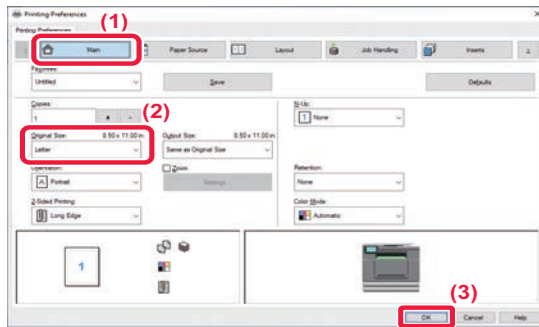 Printing Preferences
(1)
Printing Preferences
Main Paper Source Layout Job Handling Inserts
Favorites:
Untitled Save Defaults
Copies: (2) N-Up:
1 1 None
Original Size: 8.50 x 11.00 in. Output Size: 8.50 x 11.00 in.
Letter Same as Original Size
Orientation: Zoom Retention:
A Portrait Settings... None
2-Sided Printing Color Mode:
Long Edge Automatic
1
(3)
OK Cancel Help